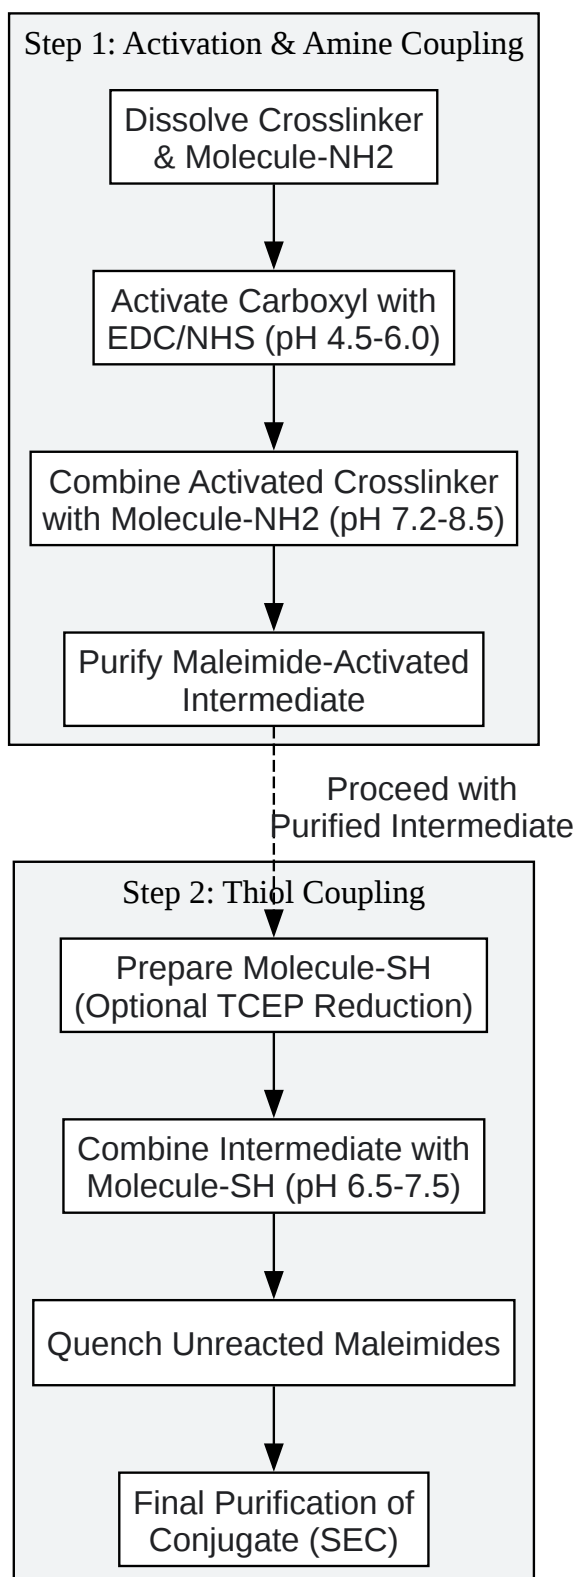 Step 1: Activation & Amine Coupling
Dissolve Crosslinker
& Molecule-NH2
Activate Carboxyl with
EDC/NHS (pH 4.5-6.0)
Combine Activated Crosslinker
with Molecule-NH2 (pH 7.2-8.5)
Purify Maleimide-Activated
Intermediate
Proceed with
Purified Intermediate
Step 2: Thiol Coupling
Prepare Molecule-SH
(Optional TCEP Reduction)
Combine Intermediate with
Molecule-SH (pH 6.5-7.5)
Quench Unreacted Maleimides
Final Purification of
Conjugate (SEC)